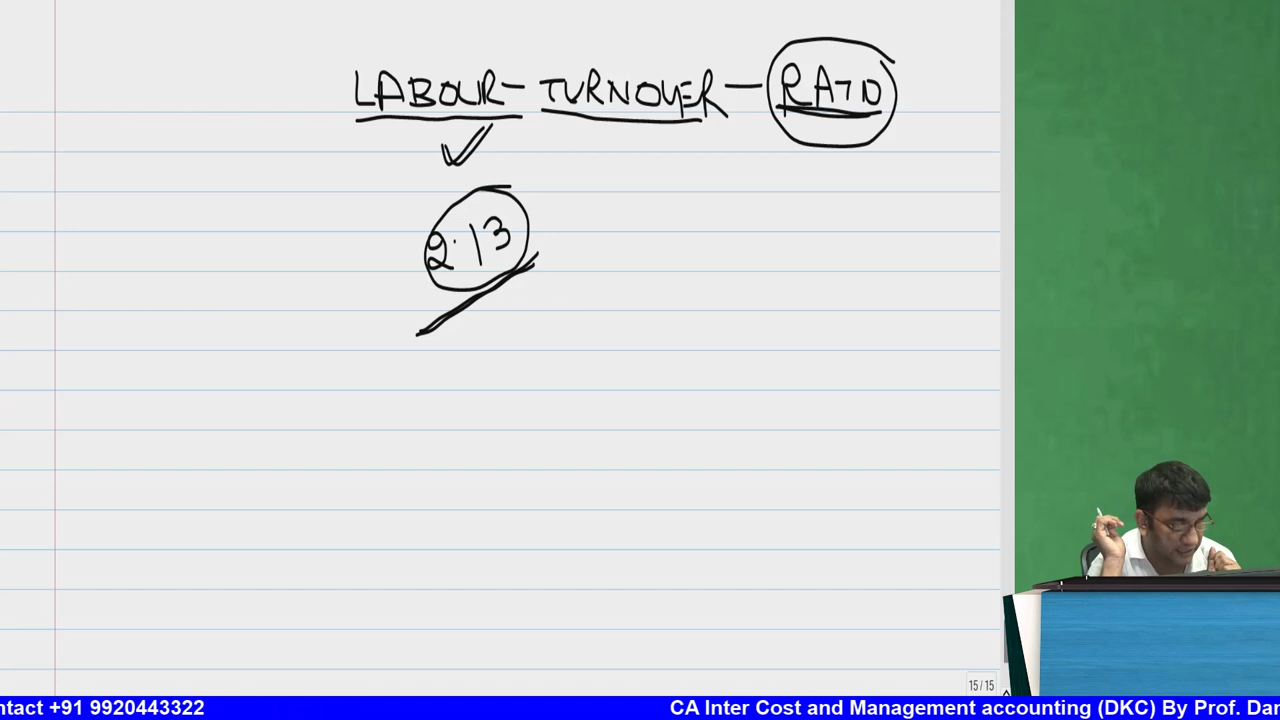 LABOUR - TURNOVER - RATIO
2.13
15/15
ntact +91 9920443322 CA Inter Cost and Management accounting (DKC) By Prof. Dar